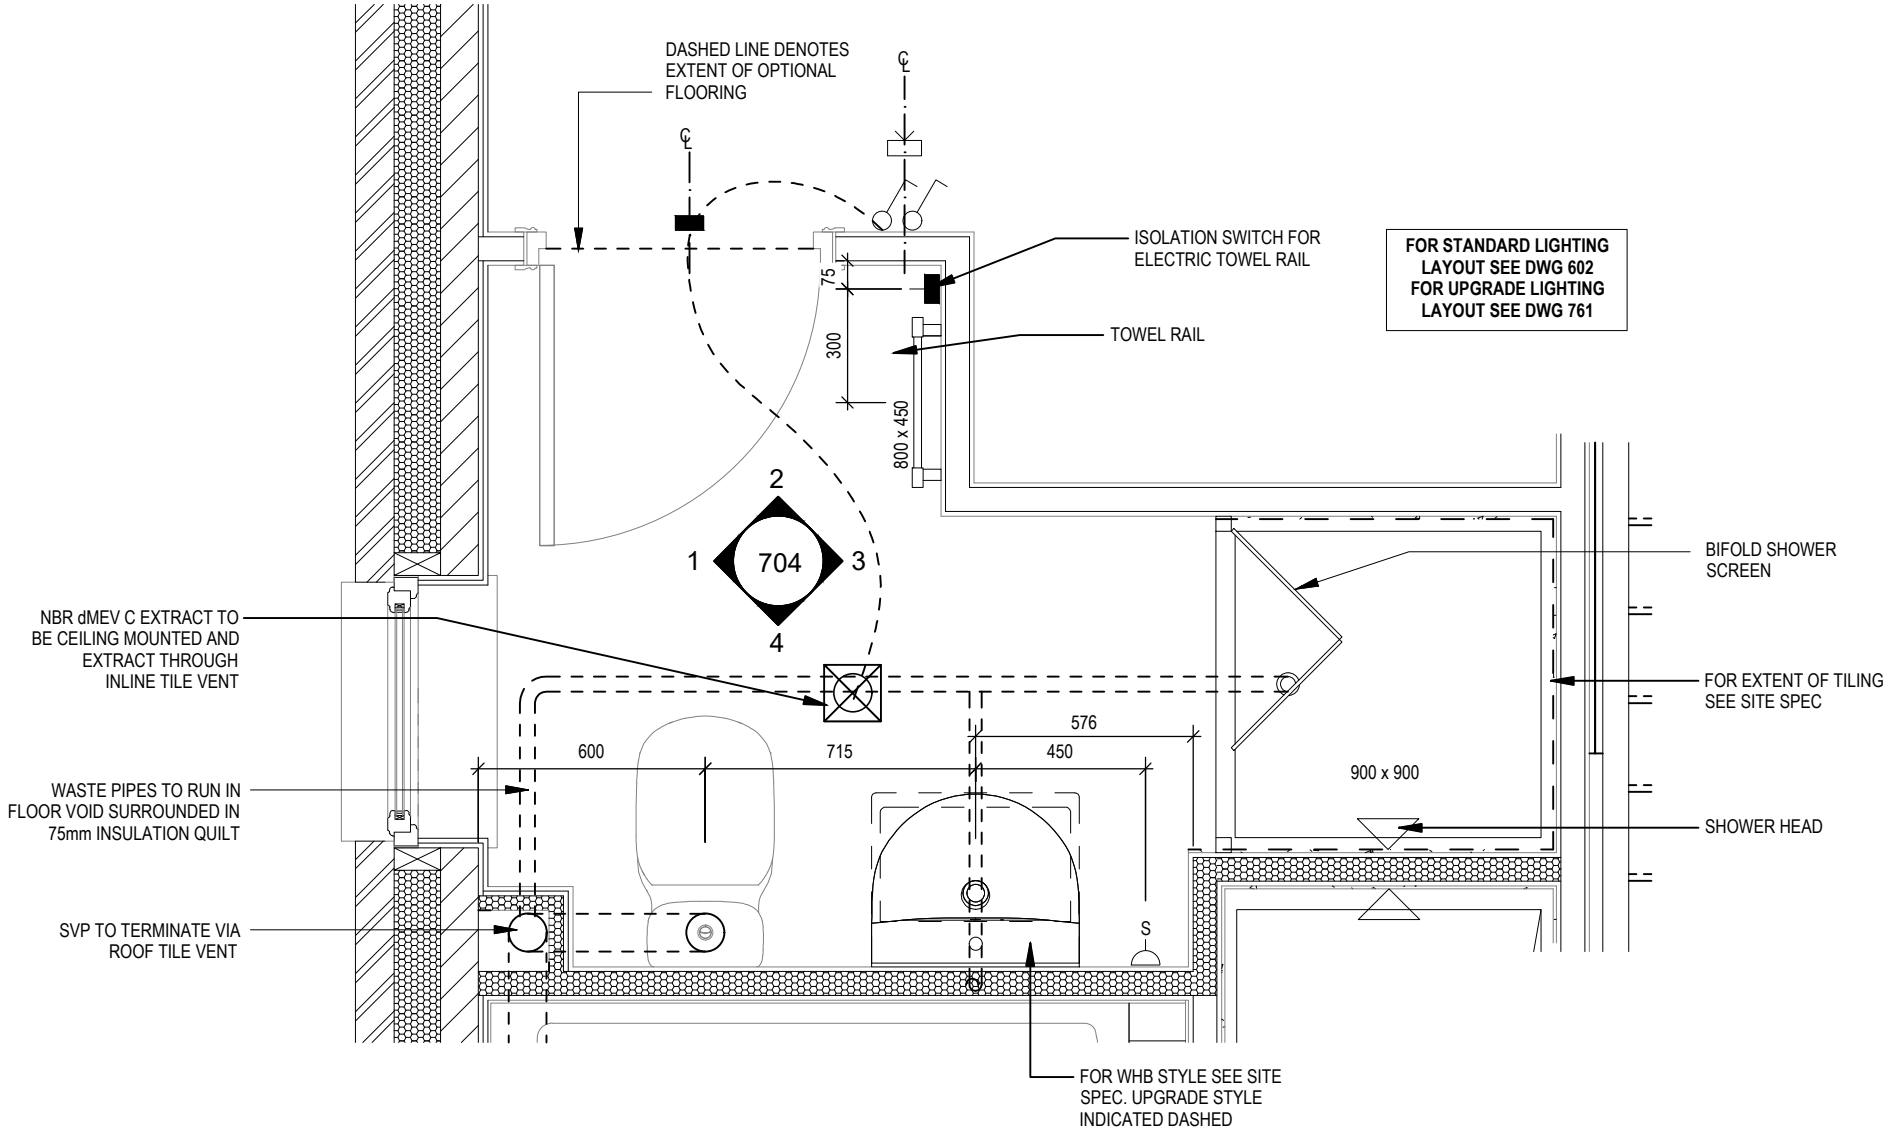 DASHED LINE DENOTES
EXTENT OF OPTIONAL
FLOORING
℄
℄
ISOLATION SWITCH FOR
ELECTRIC TOWEL RAIL
FOR STANDARD LIGHTING
LAYOUT SEE DWG 602
FOR UPGRADE LIGHTING
LAYOUT SEE DWG 761
75
300
TOWEL RAIL
800 x 450
2
1
704
3
4
BIFOLD SHOWER
SCREEN
NBR dMEV C EXTRACT TO
BE CEILING MOUNTED AND
EXTRACT THROUGH
INLINE TILE VENT
FOR EXTENT OF TILING
SEE SITE SPEC
576
600
715
450
900 x 900
WASTE PIPES TO RUN IN
FLOOR VOID SURROUNDED IN
75mm INSULATION QUILT
SHOWER HEAD
SVP TO TERMINATE VIA
ROOF TILE VENT
S
FOR WHB STYLE SEE SITE
SPEC. UPGRADE STYLE
INDICATED DASHED